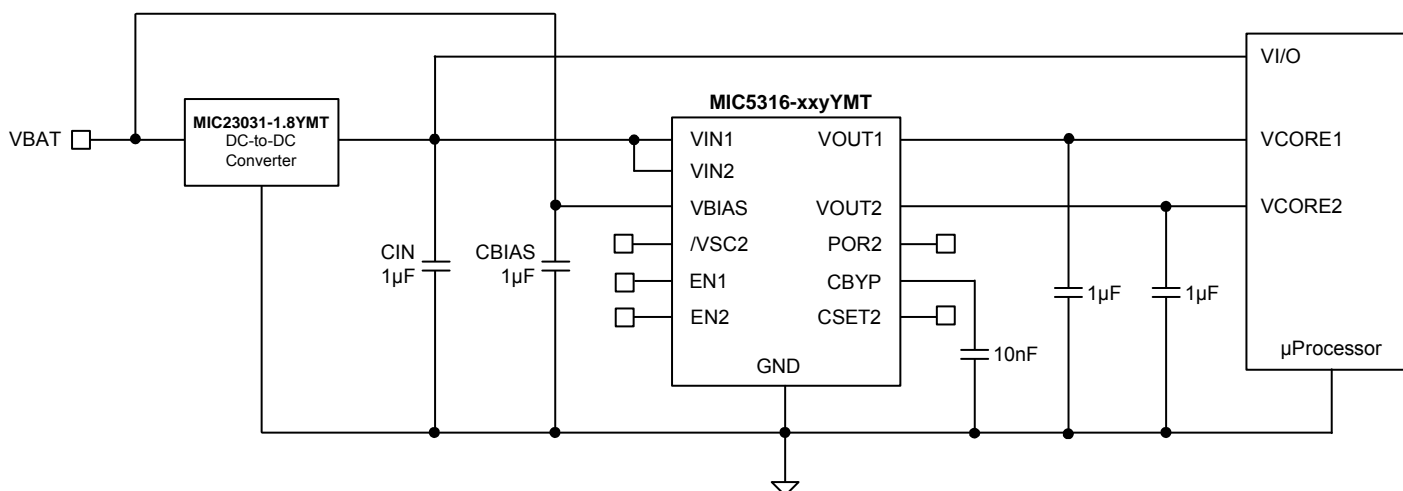 VI/O
MIC5316-xxyYMT
MIC23031-1.8YMT
DC-to-DC
Converter
VBAT
VIN1
VOUT1
VCORE1
VIN2
VBIAS
VOUT2
VCORE2
/VSC2
POR2
CIN
1µF
CBIAS
1µF
EN1
CBYP
1µF
1µF
EN2
CSET2
10nF
µProcessor
GND